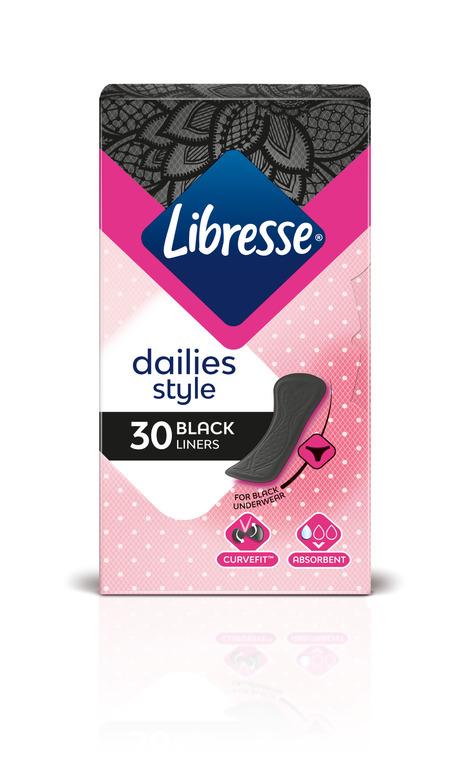 Libresse®
dailies
style
30 BLACK
LINERS
FOR BLACK
UNDERWEAR
CURVEFIT™
ABSORBENT